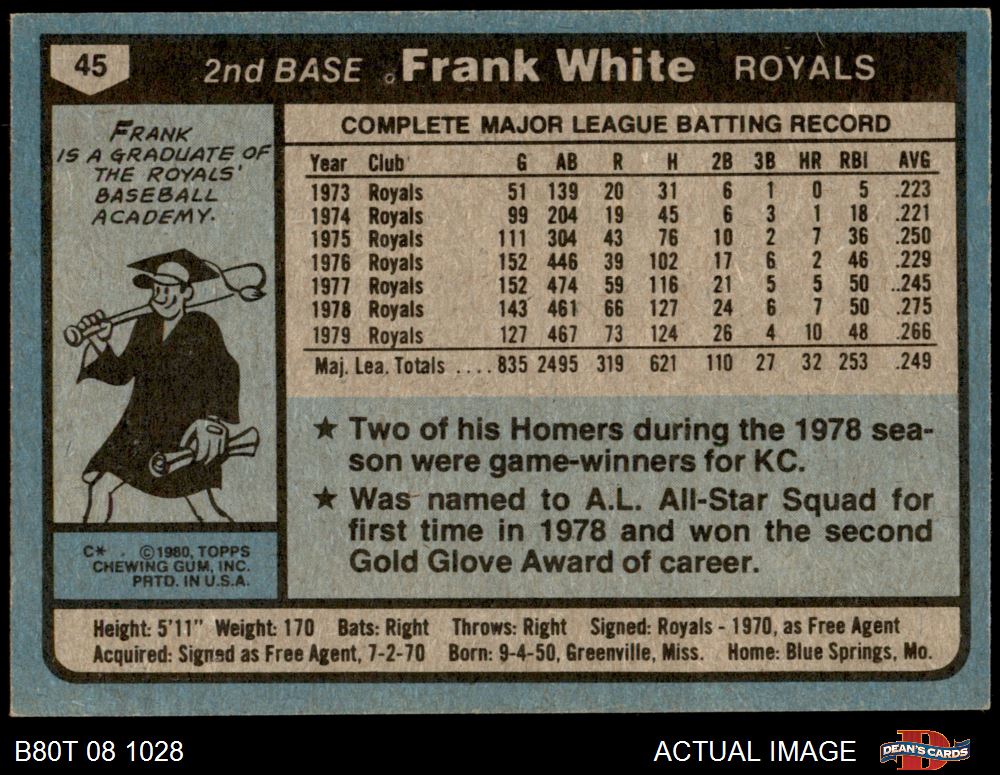 45
2nd BASE Frank White ROYALS
FRANK
IS A GRADUATE OF
THE ROYALS'
BASEBALL
ACADEMY.
C* . ©1980, TOPPS
CHEWING GUM, INC.
PRTD. IN U.S.A.
COMPLETE MAJOR LEAGUE BATTING RECORD
Year Club G AB R H 2B 3B HR RBI AVG
1973 Royals 51 139 20 31 6 1 0 5 .223
1974 Royals 99 204 19 45 6 3 1 18 .221
1975 Royals 111 304 43 76 10 2 7 36 .250
1976 Royals 152 446 39 102 17 6 2 46 .229
1977 Royals 152 474 59 116 21 5 5 50 ..245
1978 Royals 143 461 66 127 24 6 7 50 .275
1979 Royals 127 467 73 124 26 4 10 48 .266
Maj. Lea. Totals .... 835 2495 319 621 110 27 32 253 .249
★ Two of his Homers during the 1978 sea-
son were game-winners for KC.
★ Was named to A.L. All-Star Squad for
first time in 1978 and won the second
Gold Glove Award of career.
Height: 5'11" Weight: 170 Bats: Right Throws: Right Signed: Royals - 1970, as Free Agent
Acquired: Signed as Free Agent, 7-2-70 Born: 9-4-50, Greenville, Miss. Home: Blue Springs, Mo.
B80T 08 1028 ACTUAL IMAGE DEAN'S CARDS